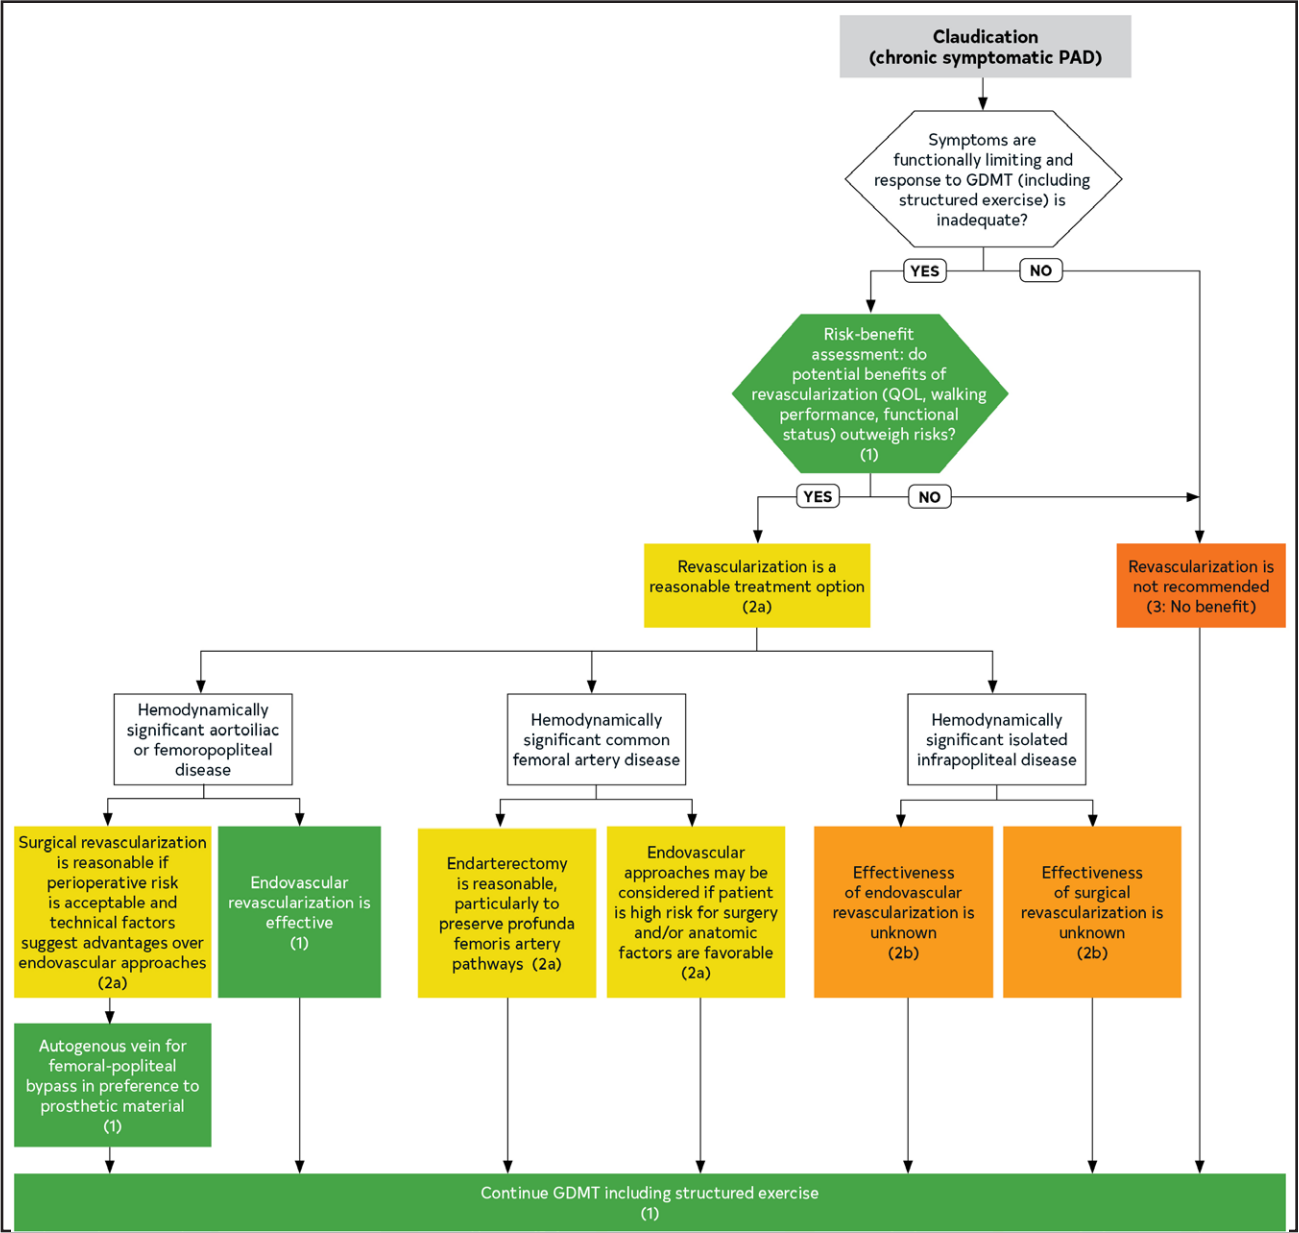 Claudication
(chronic symptomatic PAD)
Symptoms are
functionally limiting and
response to GDMT (including
structured exercise) is
inadequate?
YES
NO
Risk-benefit
assessment: do
potential benefits of
revascularization (QOL, walking
performance, functional
status) outweigh risks?
(1)
YES
NO
Revascularization is a
reasonable treatment option
(2a)
Revascularization is
not recommended
(3: No benefit)
Hemodynamically
significant aortoiliac
or femoropopliteal
disease
Hemodynamically
significant common
femoral artery disease
Hemodynamically
significant isolated
infrapopliteal disease
Surgical revascularization
is reasonable if
perioperative risk
is acceptable and
technical factors
suggest advantages over
endovascular approaches
(2a)
Endovascular
revascularization is
effective
(1)
Endarterectomy
is reasonable,
particularly to
preserve profunda
femoris artery
pathways (2a)
Endovascular
approaches may be
considered if patient
is high risk for surgery
and/or anatomic
factors are favorable
(2a)
Effectiveness
of endovascular
revascularization is
unknown
(2b)
Effectiveness
of surgical
revascularization is
unknown
(2b)
Autogenous vein for
femoral-popliteal
bypass in preference to
prosthetic material
(1)
Continue GDMT including structured exercise
(1)